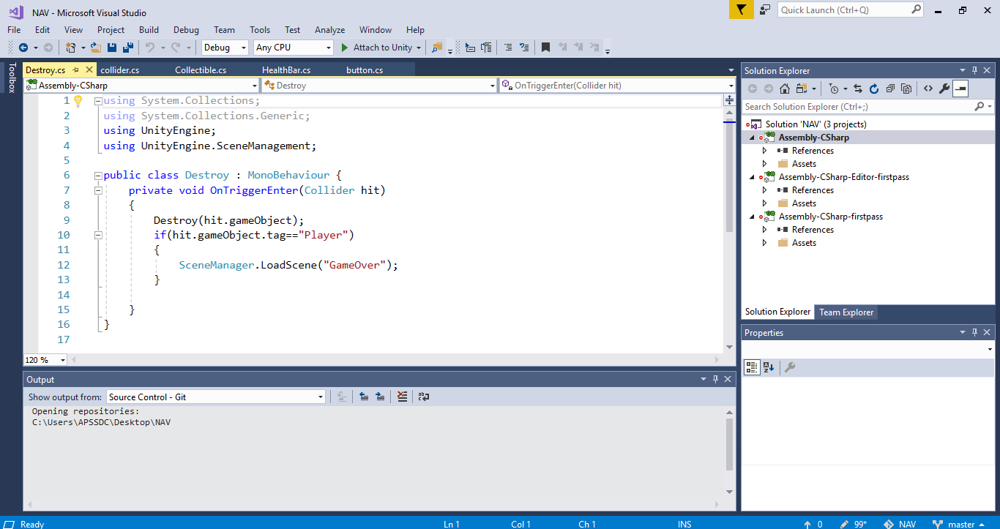 NAV - Microsoft Visual Studio
Quick Launch (Ctrl+Q)
File Edit View Project Build Debug Team Tools Test Analyze Window Help
Debug Any CPU Attach to Unity
Toolbox
Destroy.cs collider.cs Collectible.cs HealthBar.cs button.cs
Assembly-CSharp Destroy OnTriggerEnter(Collider hit)
1 using System.Collections;
2 using System.Collections.Generic;
3 using UnityEngine;
4 using UnityEngine.SceneManagement;
5
6 public class Destroy : MonoBehaviour {
7 private void OnTriggerEnter(Collider hit)
8 {
9 Destroy(hit.gameObject);
10 if(hit.gameObject.tag=="Player")
11 {
12 SceneManager.LoadScene("GameOver");
13 }
14
15 }
16 }
17
120 %
Output
Show output from: Source Control - Git
Opening repositories:
C:\Users\APSSDC\Desktop\NAV
Solution Explorer
Search Solution Explorer (Ctrl+;)
Solution 'NAV' (3 projects)
Assembly-CSharp
References
Assets
Assembly-CSharp-Editor-firstpass
References
Assets
Assembly-CSharp-firstpass
References
Assets
Solution Explorer Team Explorer
Properties
Ready Ln 1 Col 1 Ch 1 INS 0 99* NAV master